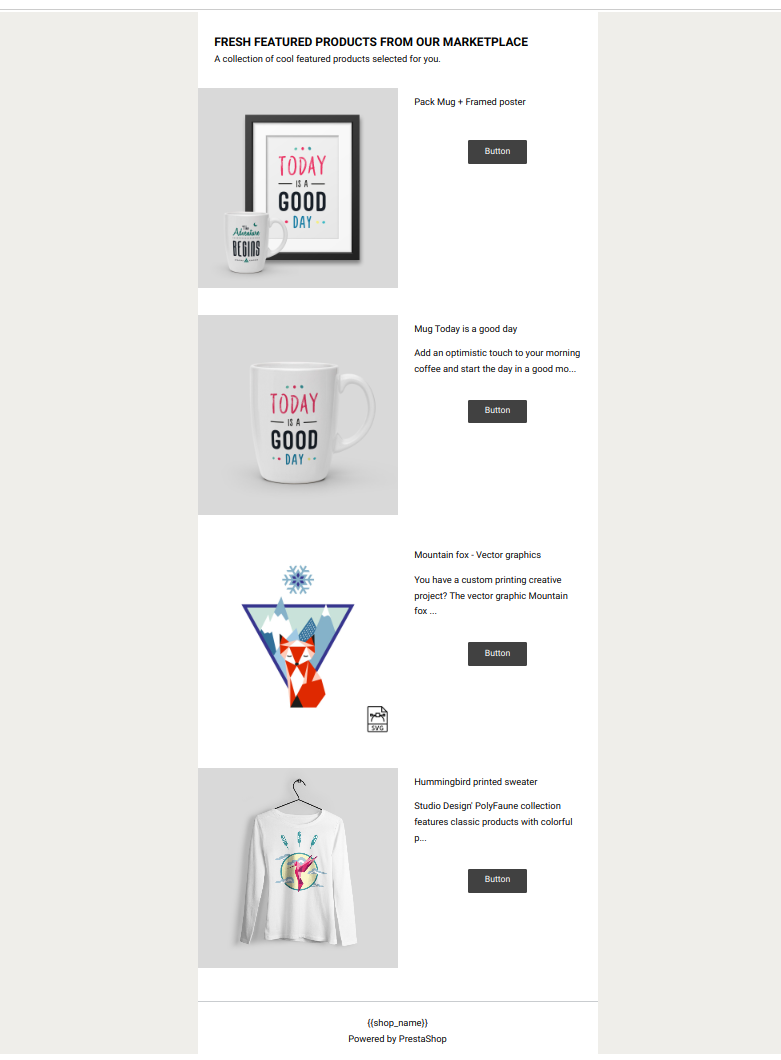 FRESH FEATURED PRODUCTS FROM OUR MARKETPLACE
A collection of cool featured products selected for you.
Pack Mug + Framed poster
Button
TODAY
IS A
GOOD
DAY
The
Adventure
BEGINS
Mug Today is a good day
Add an optimistic touch to your morning
coffee and start the day in a good mo...
Button
TODAY
IS A
GOOD
DAY
Mountain fox - Vector graphics
You have a custom printing creative
project? The vector graphic Mountain
fox ...
Button
SVG
Hummingbird printed sweater
Studio Design' PolyFaune collection
features classic products with colorful
p...
Button
{{shop_name}}
Powered by PrestaShop